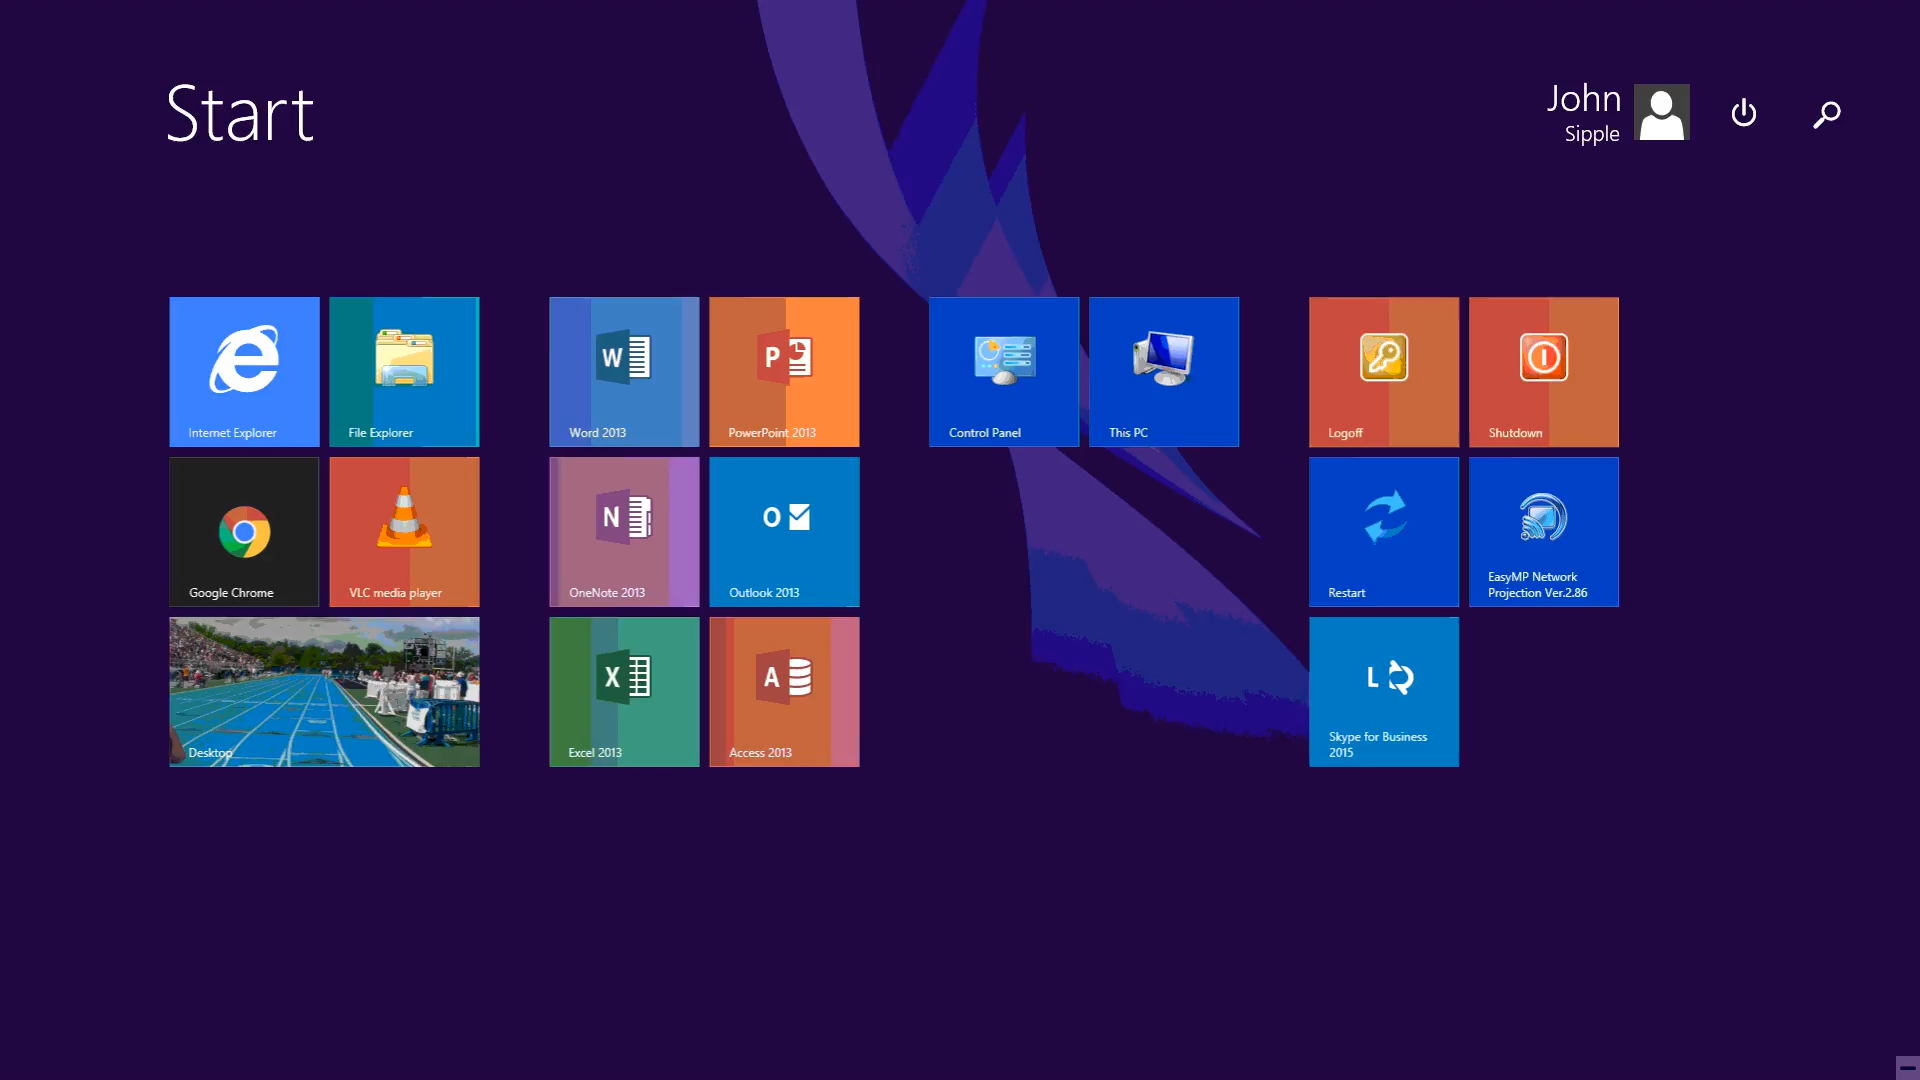 Start
John
Sipple
Internet Explorer
File Explorer
Google Chrome
VLC media player
Desktop
W
Word 2013
P
PowerPoint 2013
N
OneNote 2013
O
Outlook 2013
X
Excel 2013
A
Access 2013
Control Panel
This PC
Logoff
Shutdown
Restart
EasyMP Network
Projection Ver.2.86
L
Skype for Business
2015